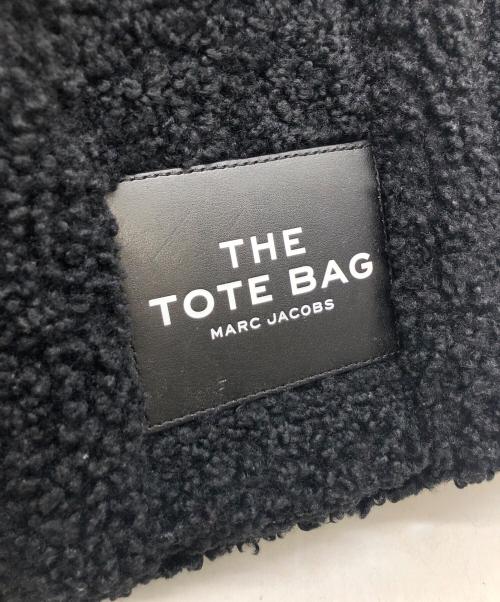 THE
TOTE BAG
MARC JACOBS